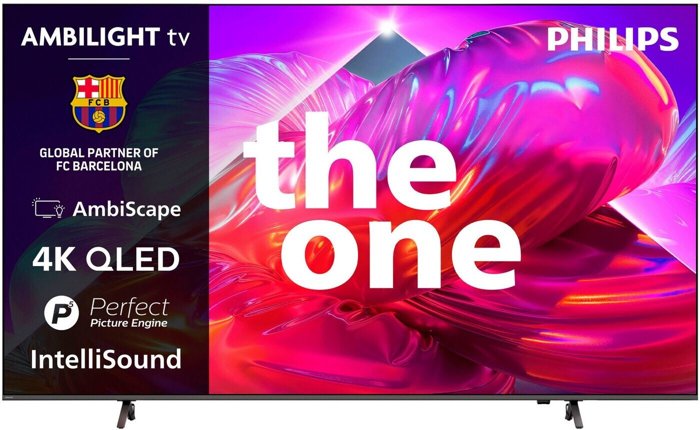 AMBILIGHT tv
FCB
GLOBAL PARTNER OF
FC BARCELONA
AmbiScape
4K QLED
P5 Perfect
Picture Engine
IntelliSound
PHILIPS
the
one